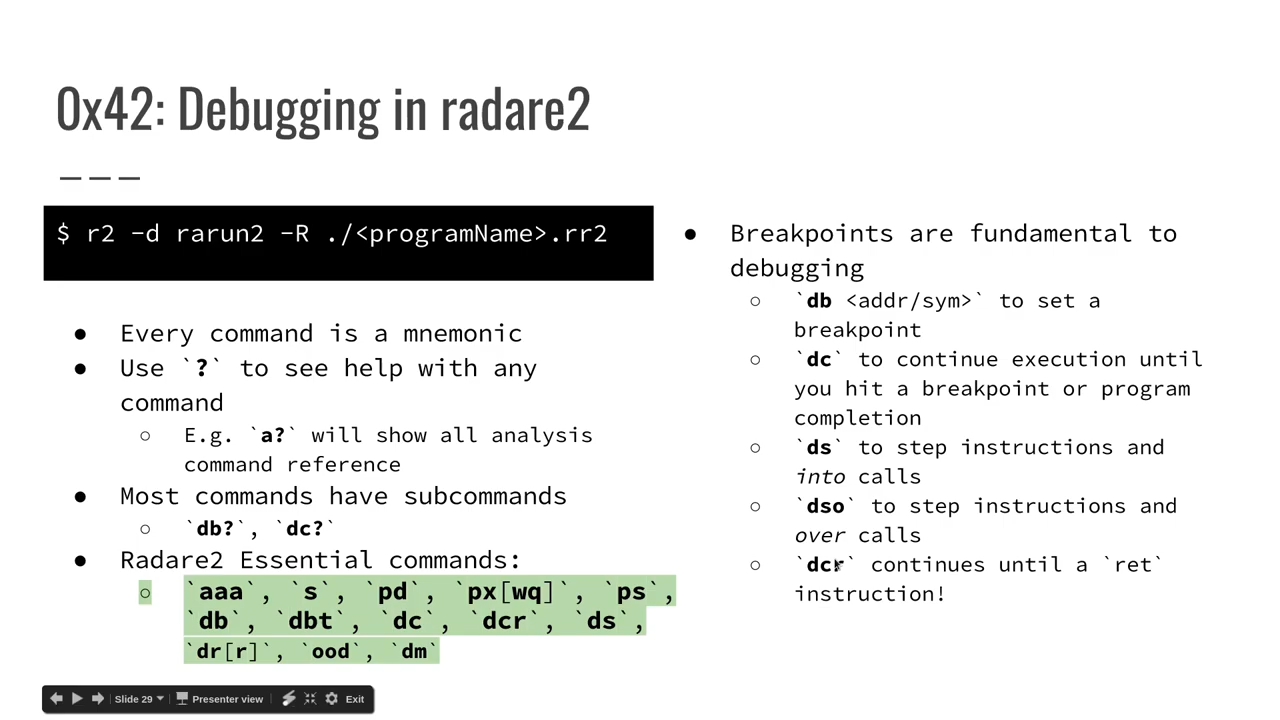 0x42: Debugging in radare2
———
$ r2 -d rarun2 -R ./<programName>.rr2
● Every command is a mnemonic
● Use `?` to see help with any
command
○ E.g. `a?` will show all analysis
command reference
● Most commands have subcommands
○ `db?`, `dc?`
● Radare2 Essential commands:
○ `aaa`, `s`, `pd`, `px[wq]`, `ps`,
`db`, `dbt`, `dc`, `dcr`, `ds`,
`dr[r]`, `ood`, `dm`
● Breakpoints are fundamental to
debugging
○ `db <addr/sym>` to set a
breakpoint
○ `dc` to continue execution until
you hit a breakpoint or program
completion
○ `ds` to step instructions and
into calls
○ `dso` to step instructions and
over calls
○ `dcr` continues until a `ret`
instruction!
Slide 29 Presenter view Exit